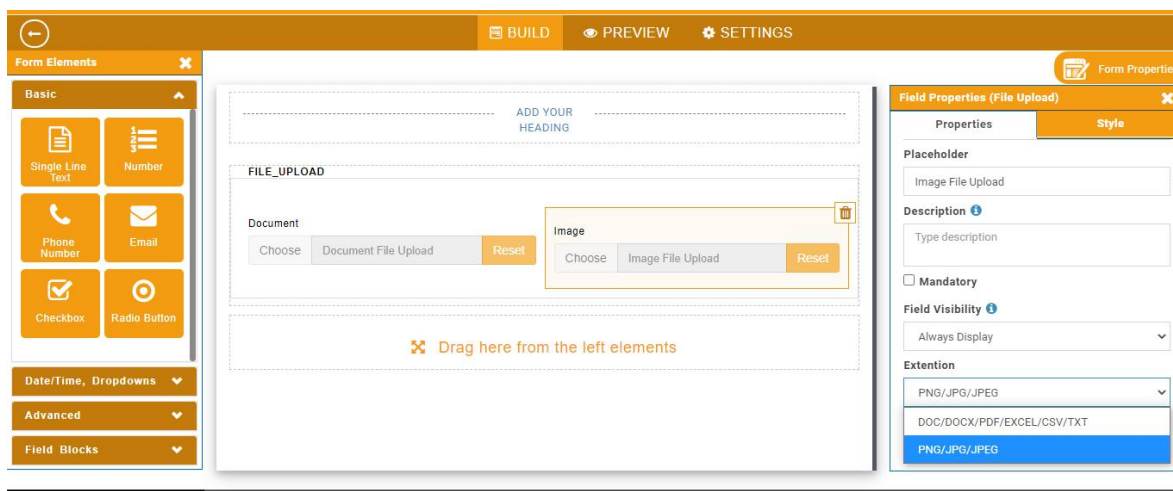 BUILD
PREVIEW
SETTINGS
Form Elements
Basic
Single Line
Text
Number
Phone
Number
Email
Checkbox
Radio Button
Date/Time, Dropdowns
Advanced
Field Blocks
ADD YOUR
HEADING
FILE_UPLOAD
Document
Choose Document File Upload Reset
Image
Choose Image File Upload Reset
Drag here from the left elements
Form Propertie
Field Properties (File Upload)
Properties Style
Placeholder
Image File Upload
Description
Type description
Mandatory
Field Visibility
Always Display
Extention
PNG/JPG/JPEG
DOC/DOCX/PDF/EXCEL/CSV/TXT
PNG/JPG/JPEG